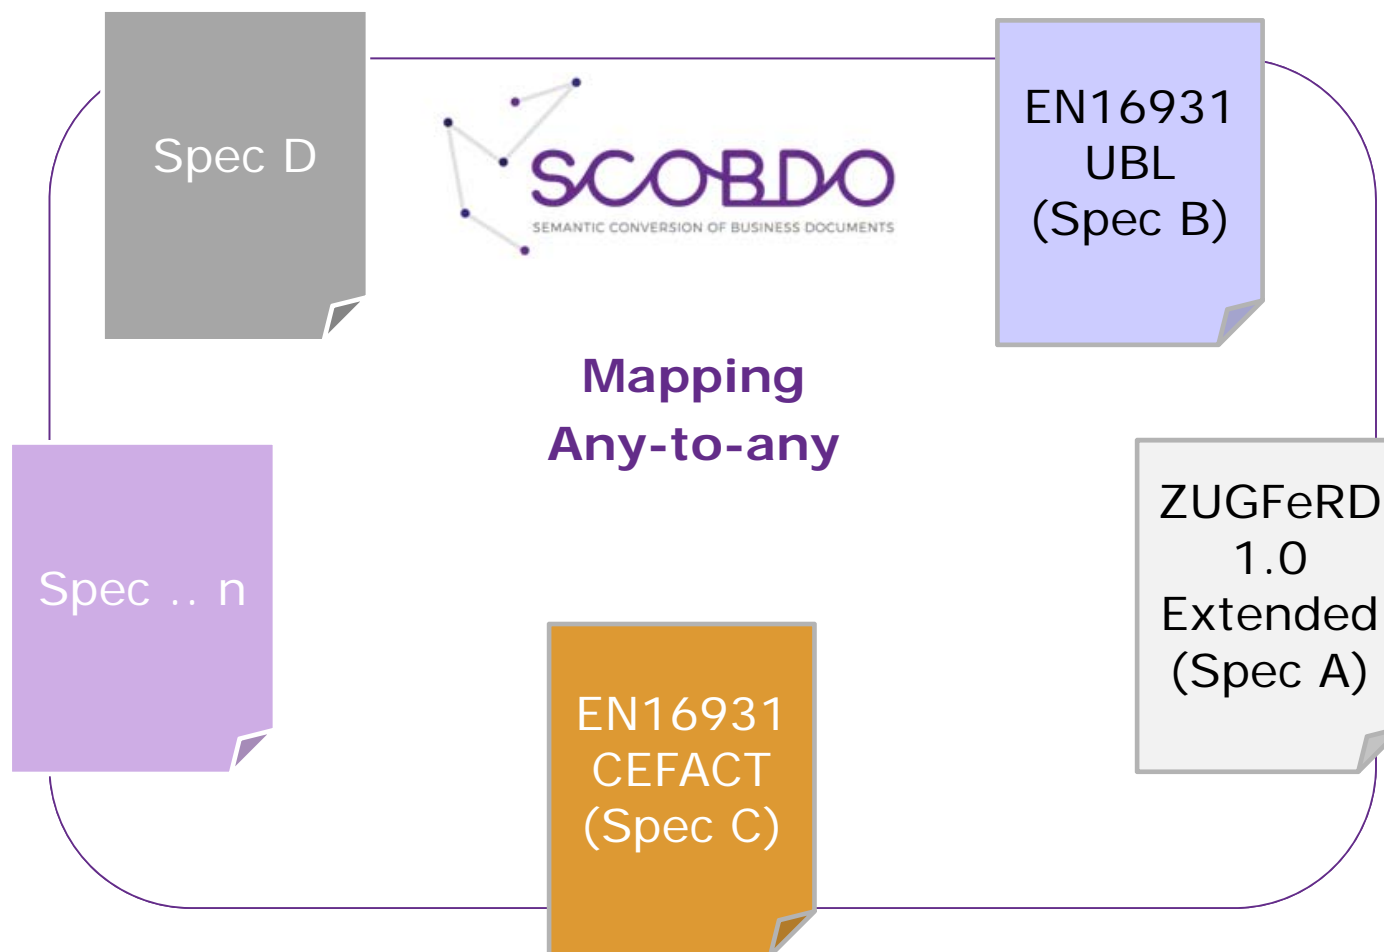 Spec D
SCOBDO
SEMANTIC CONVERSION OF BUSINESS DOCUMENTS
EN16931
UBL
(Spec B)
Mapping
Any-to-any
Spec .. n
ZUGFeRD
1.0
Extended
(Spec A)
EN16931
CEFACT
(Spec C)